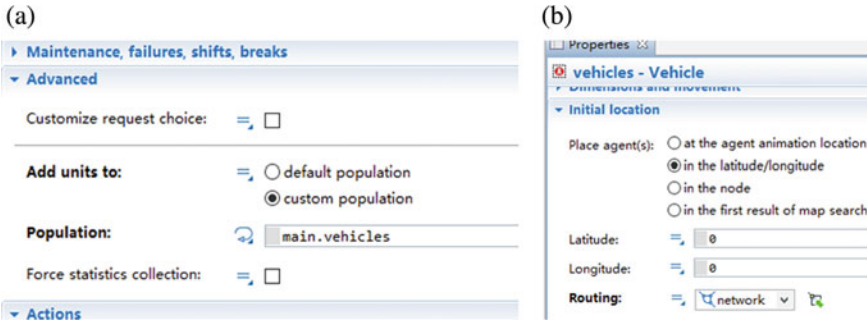 (a)
Maintenance, failures, shifts, breaks
Advanced
Customize request choice:
Add units to:
default population
custom population
Population:
main.vehicles
Force statistics collection:
Actions
(b)
Properties
vehicles - Vehicle
Dimensions and movement
Initial location
Place agent(s):
at the agent animation location
in the latitude/longitude
in the node
in the first result of map search
Latitude:
0
Longitude:
0
Routing:
network